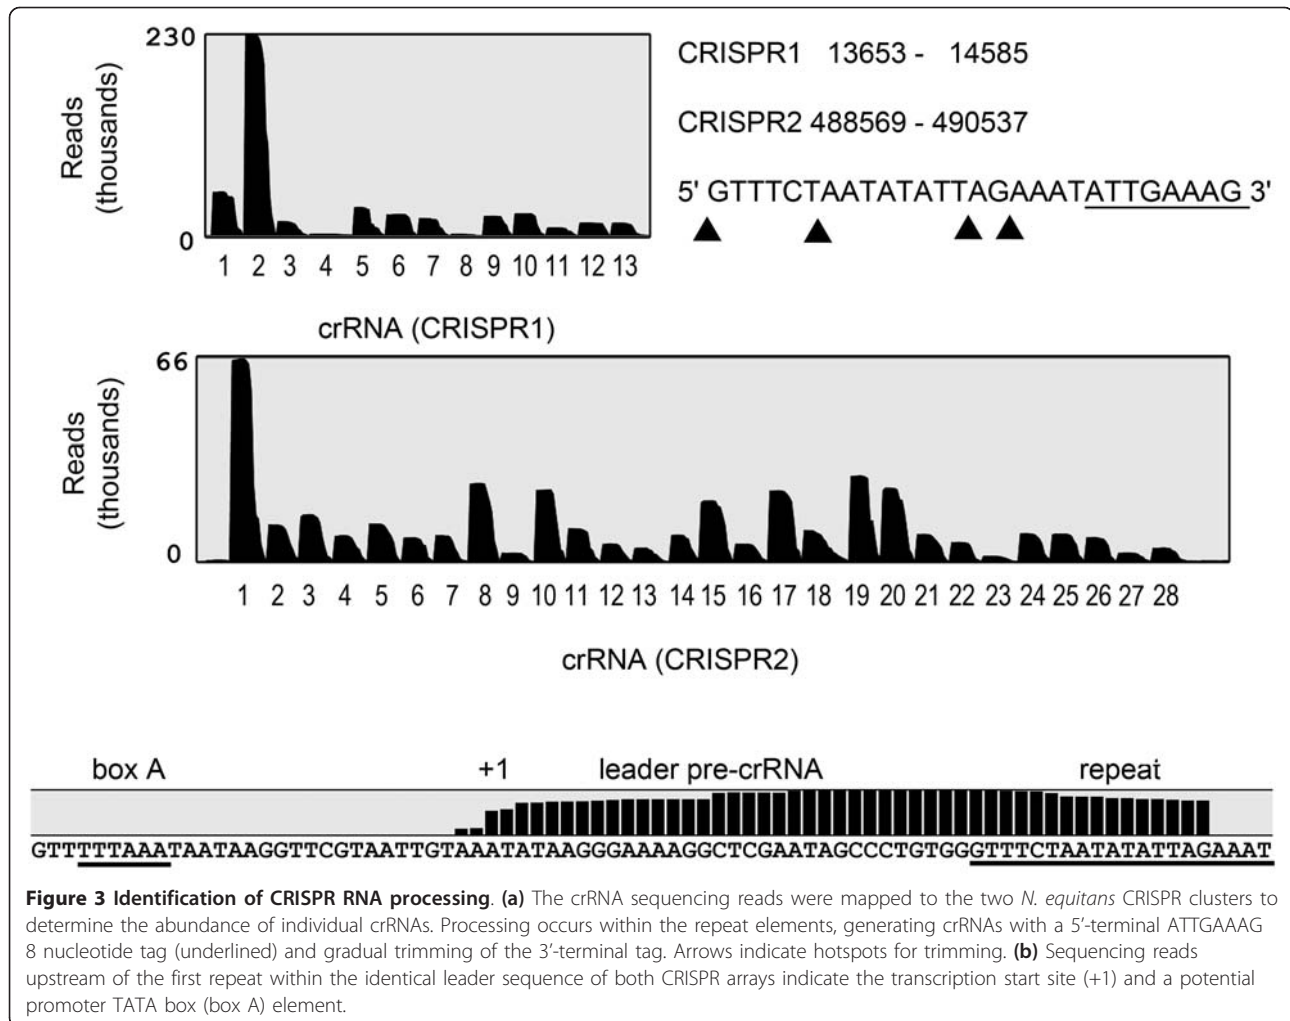 230
Reads
(thousands)
0
1 2 3 4 5 6 7 8 9 10 11 12 13
crRNA (CRISPR1)
CRISPR1 13653 - 14585
CRISPR2 488569 - 490537
5' GTTTCTAATATATTAGAAATATTGAAAG 3'
66
Reads
(thousands)
0
1 2 3 4 5 6 7 8 9 10 11 12 13 14 15 16 17 18 19 20 21 22 23 24 25 26 27 28
crRNA (CRISPR2)
box A +1 leader pre-crRNA repeat
GTTTTTAAATAATAAGGTTCGTAATTGTAAATATAAGGGAAAAGGCTCGAATAGCCCTGTGGGTTTCTAATATATTAGAAAT
Figure 3 Identification of CRISPR RNA processing. (a) The crRNA sequencing reads were mapped to the two N. equitans CRISPR clusters to
determine the abundance of individual crRNAs. Processing occurs within the repeat elements, generating crRNAs with a 5'-terminal ATTGAAAG
8 nucleotide tag (underlined) and gradual trimming of the 3'-terminal tag. Arrows indicate hotspots for trimming. (b) Sequencing reads
upstream of the first repeat within the identical leader sequence of both CRISPR arrays indicate the transcription start site (+1) and a potential
promoter TATA box (box A) element.